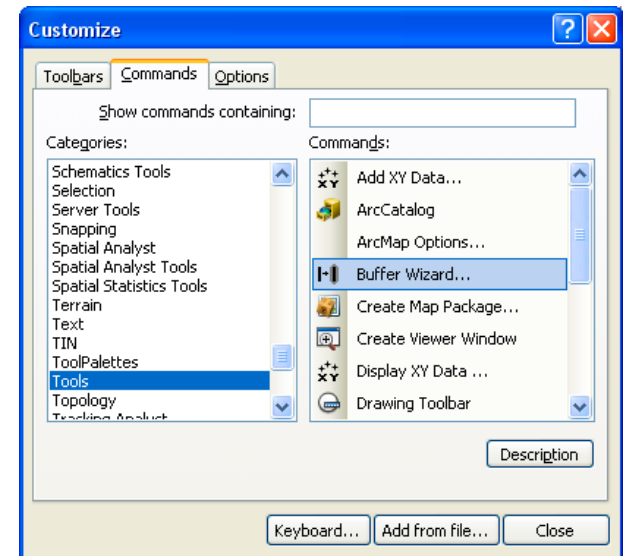 Customize
Toolbars Commands Options
Show commands containing:
Categories: Commands:
Schematics Tools
Selection
Server Tools
Snapping
Spatial Analyst
Spatial Analyst Tools
Spatial Statistics Tools
Terrain
Text
TIN
ToolPalettes
Tools
Topology
Tracking Analyst
Add XY Data...
ArcCatalog
ArcMap Options...
Buffer Wizard...
Create Map Package...
Create Viewer Window
Display XY Data ...
Drawing Toolbar
Description
Keyboard... Add from file... Close